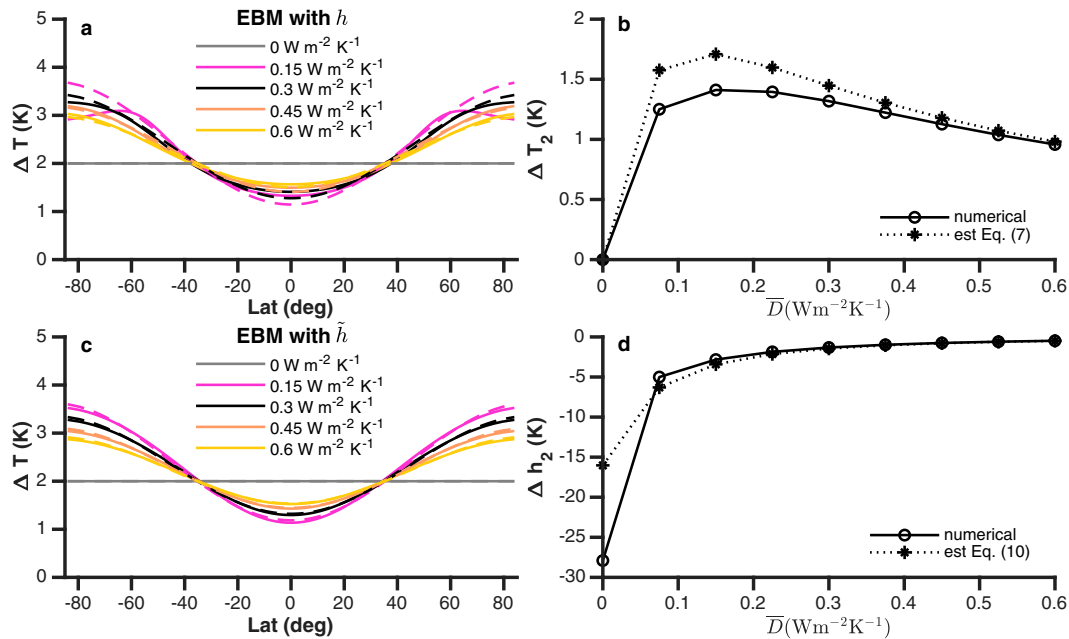 a
EBM with h
0 W m⁻² K⁻¹
0.15 W m⁻² K⁻¹
0.3 W m⁻² K⁻¹
0.45 W m⁻² K⁻¹
0.6 W m⁻² K⁻¹
5
4
3
2
1
0
Δ T (K)
-80 -60 -40 -20 0 20 40 60 80
Lat (deg)
b
2
1.5
1
0.5
0
Δ T₂ (K)
numerical
est Eq. (7)
0 0.1 0.2 0.3 0.4 0.5 0.6
D̅(Wm⁻²K⁻¹)
c
EBM with h̃
0 W m⁻² K⁻¹
0.15 W m⁻² K⁻¹
0.3 W m⁻² K⁻¹
0.45 W m⁻² K⁻¹
0.6 W m⁻² K⁻¹
5
4
3
2
1
0
Δ T (K)
-80 -60 -40 -20 0 20 40 60 80
Lat (deg)
d
0
-5
-10
-15
-20
-25
-30
Δ h₂ (K)
numerical
est Eq. (10)
0 0.1 0.2 0.3 0.4 0.5 0.6
D̅(Wm⁻²K⁻¹)